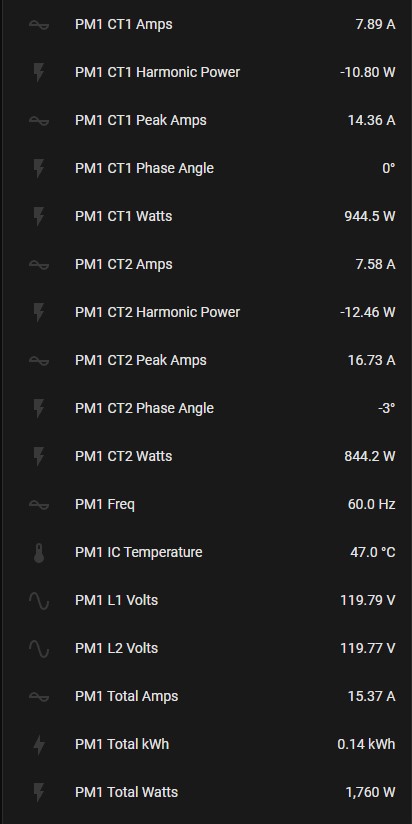 PM1 CT1 Amps 7.89 A
PM1 CT1 Harmonic Power -10.80 W
PM1 CT1 Peak Amps 14.36 A
PM1 CT1 Phase Angle 0°
PM1 CT1 Watts 944.5 W
PM1 CT2 Amps 7.58 A
PM1 CT2 Harmonic Power -12.46 W
PM1 CT2 Peak Amps 16.73 A
PM1 CT2 Phase Angle -3°
PM1 CT2 Watts 844.2 W
PM1 Freq 60.0 Hz
PM1 IC Temperature 47.0 °C
PM1 L1 Volts 119.79 V
PM1 L2 Volts 119.77 V
PM1 Total Amps 15.37 A
PM1 Total kWh 0.14 kWh
PM1 Total Watts 1,760 W